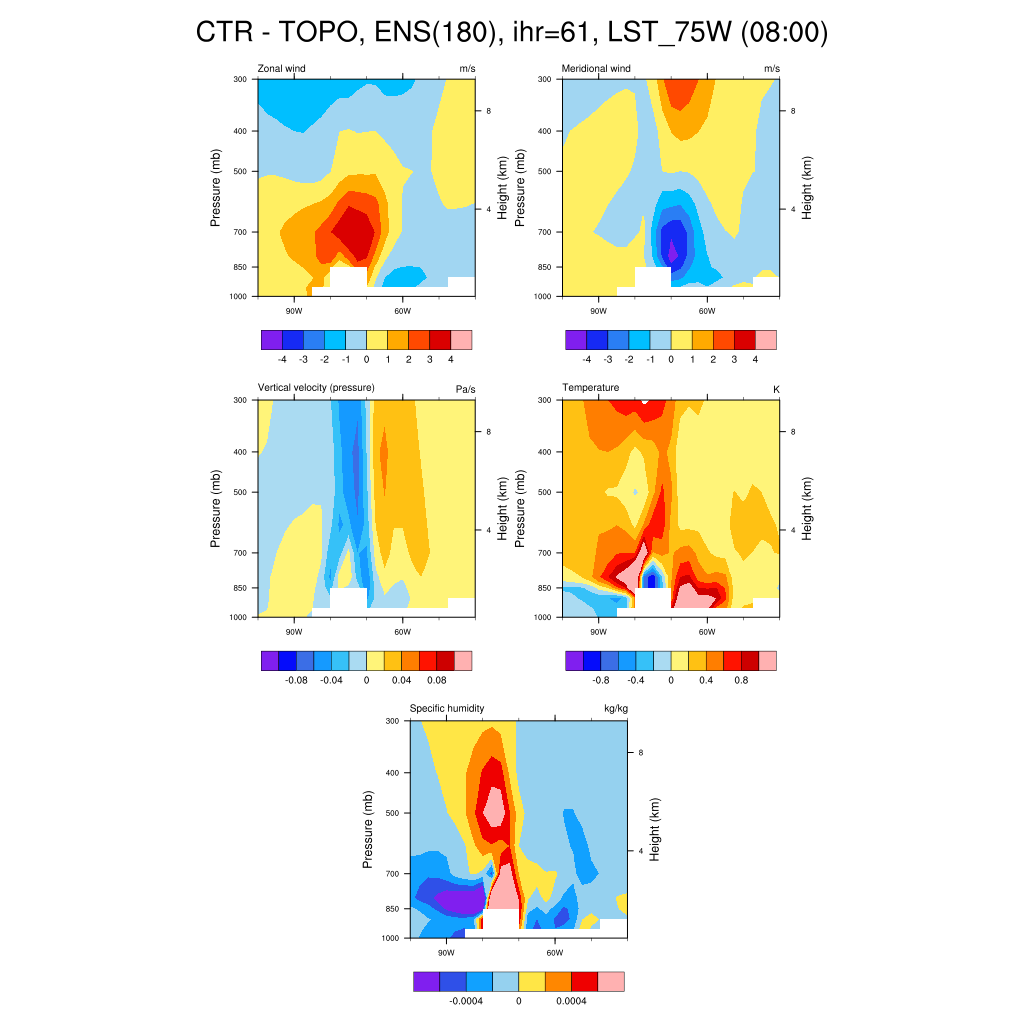 CTR - TOPO, ENS(180), ihr=61, LST_75W (08:00)
Zonal wind m/s
Pressure (mb)
300
400
500
700
850
1000
8
4
Height (km)
90W 60W
-4 -3 -2 -1 0 1 2 3 4
Meridional wind m/s
Pressure (mb)
300
400
500
700
850
1000
8
4
Height (km)
90W 60W
-4 -3 -2 -1 0 1 2 3 4
Vertical velocity (pressure) Pa/s
Pressure (mb)
300
400
500
700
850
1000
8
4
Height (km)
90W 60W
-0.08 -0.04 0 0.04 0.08
Temperature K
Pressure (mb)
300
400
500
700
850
1000
8
4
Height (km)
90W 60W
-0.8 -0.4 0 0.4 0.8
Specific humidity kg/kg
Pressure (mb)
300
400
500
700
850
1000
8
4
Height (km)
90W 60W
-0.0004 0 0.0004